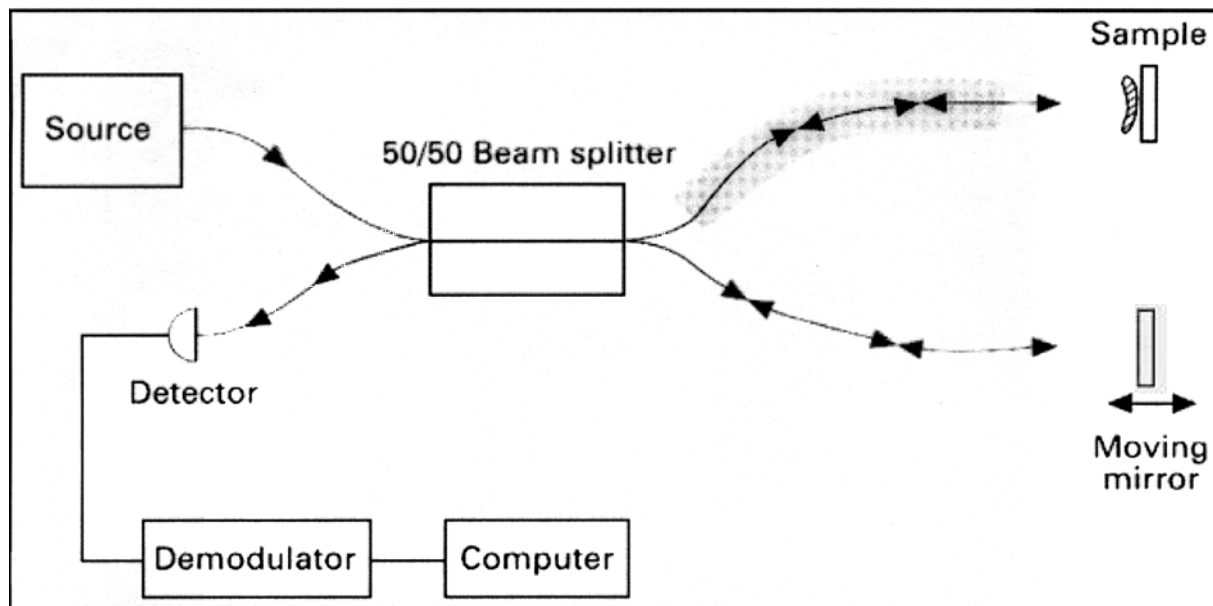 Sample
Source
50/50 Beam splitter
Detector
Moving
mirror
Demodulator
Computer